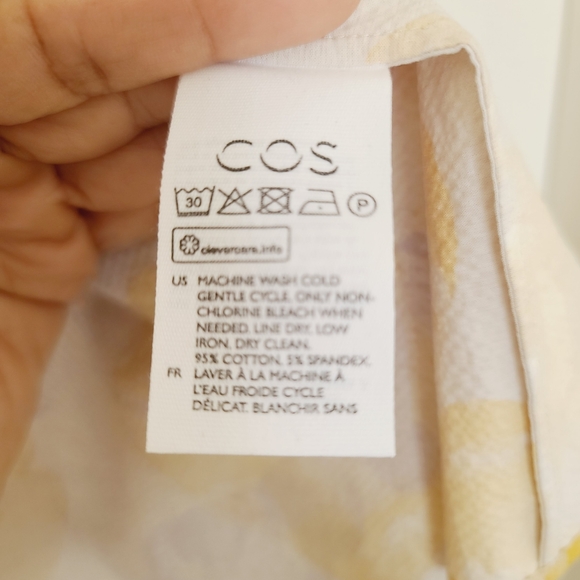 COS
30 P
clevercare.info
US MACHINE WASH COLD
GENTLE CYCLE. ONLY NON-
CHLORINE BLEACH WHEN
NEEDED. LINE DRY. LOW
IRON. DRY CLEAN.
95% COTTON, 5% SPANDEX.
FR LAVER À LA MACHINE À
L'EAU FROIDE CYCLE
DÉLICAT. BLANCHIR SANS